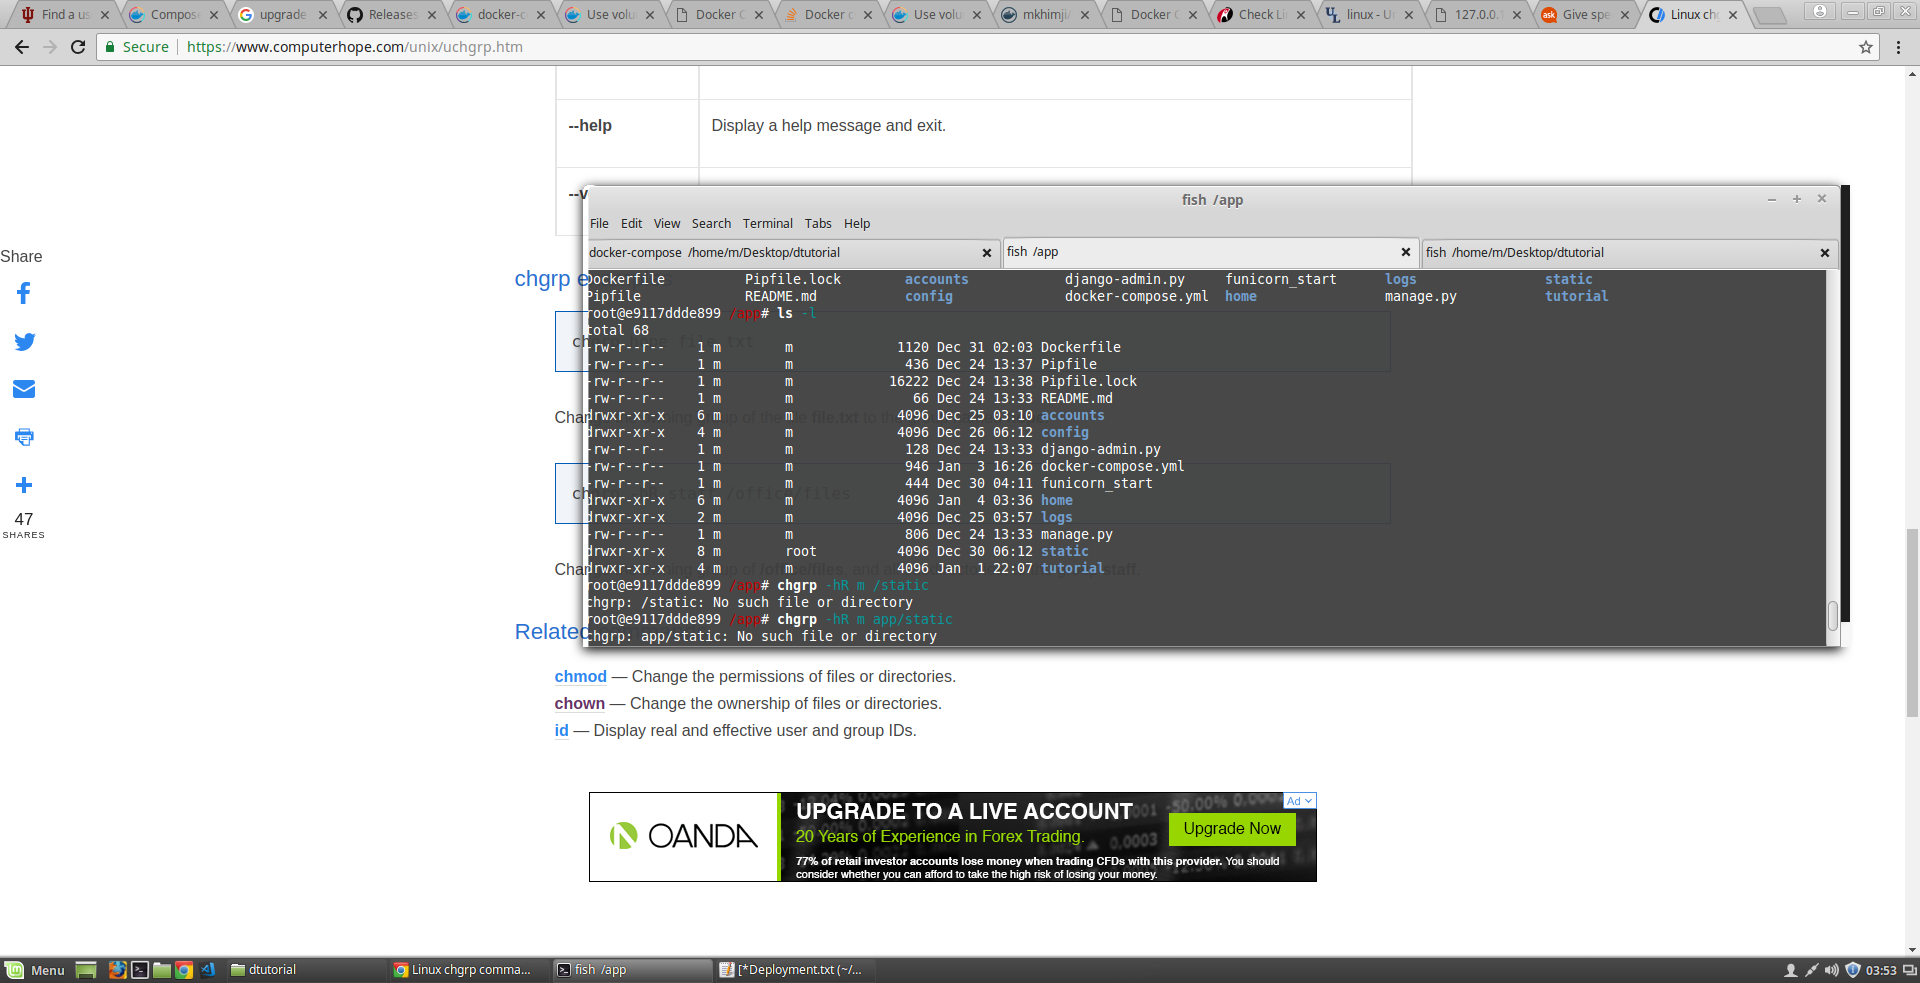 Find a us
Compose
upgrade
Releases
docker-c
Use volu
Docker C
Docker c
Use volu
mkhimji/
Docker C
Check Li
linux - U
127.0.0.1
Give spe
Linux chg
Secure https://www.computerhope.com/unix/uchgrp.htm
--help Display a help message and exit.
--v
fish /app
File Edit View Search Terminal Tabs Help
docker-compose /home/m/Desktop/dtutorial
fish /app
fish /home/m/Desktop/dtutorial
Share
chgrp e
Dockerfile Pipfile.lock accounts django-admin.py funicorn_start logs static
Pipfile README.md config docker-compose.yml home manage.py tutorial
root@e9117ddde899 /app# ls -l
total 68
-rw-r--r-- 1 m m 1120 Dec 31 02:03 Dockerfile
-rw-r--r-- 1 m m 436 Dec 24 13:37 Pipfile
-rw-r--r-- 1 m m 16222 Dec 24 13:38 Pipfile.lock
-rw-r--r-- 1 m m 66 Dec 24 13:33 README.md
drwxr-xr-x 6 m m 4096 Dec 25 03:10 accounts
drwxr-xr-x 4 m m 4096 Dec 26 06:12 config
-rw-r--r-- 1 m m 128 Dec 24 13:33 django-admin.py
-rw-r--r-- 1 m m 946 Jan 3 16:26 docker-compose.yml
-rw-r--r-- 1 m m 444 Dec 30 04:11 funicorn_start
drwxr-xr-x 6 m m 4096 Jan 4 03:36 home
drwxr-xr-x 2 m m 4096 Dec 25 03:57 logs
-rw-r--r-- 1 m m 806 Dec 24 13:33 manage.py
drwxr-xr-x 8 m root 4096 Dec 30 06:12 static
drwxr-xr-x 4 m m 4096 Jan 1 22:07 tutorial
root@e9117ddde899 /app# chgrp -hR m /static
chgrp: /static: No such file or directory
root@e9117ddde899 /app# chgrp -hR m app/static
chgrp: app/static: No such file or directory
47
SHARES
Related
chmod — Change the permissions of files or directories.
chown — Change the ownership of files or directories.
id — Display real and effective user and group IDs.
OANDA
UPGRADE TO A LIVE ACCOUNT
20 Years of Experience in Forex Trading.
77% of retail investor accounts lose money when trading CFDs with this provider. You should
consider whether you can afford to take the high risk of losing your money.
Upgrade Now
Ad
Menu
dtutorial
Linux chgrp comma...
fish /app
[*Deployment.txt (~/...
03:53